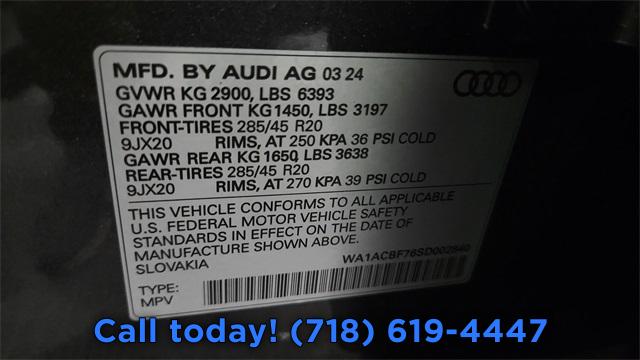 MFD. BY AUDI AG 03 24
GVWR KG 2900, LBS 6393
GAWR FRONT KG 1450, LBS 3197
FRONT-TIRES 285/45 R20
9JX20 RIMS, AT 250 KPA 36 PSI COLD
GAWR REAR KG 1650, LBS 3638
REAR-TIRES 285/45 R20
9JX20 RIMS, AT 270 KPA 39 PSI COLD
THIS VEHICLE CONFORMS TO ALL APPLICABLE
U.S. FEDERAL MOTOR VEHICLE SAFETY
STANDARDS IN EFFECT ON THE DATE OF
MANUFACTURE SHOWN ABOVE.
SLOVAKIA
WA1ACBF76SD002840
TYPE:
MPV
Call today! (718) 619-4447